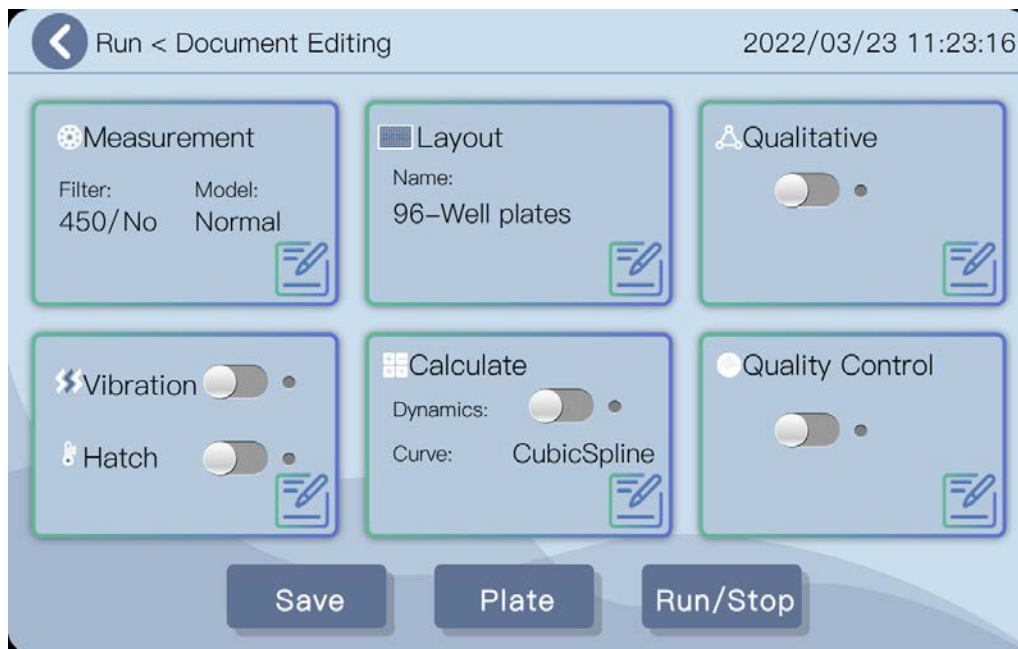 Run < Document Editing
2022/03/23 11:23:16
Measurement
Filter:
Model:
450/No
Normal
Layout
Name:
96-Well plates
Qualitative
Vibration
Hatch
Calculate
Dynamics:
Curve:
CubicSpline
Quality Control
Save
Plate
Run/Stop